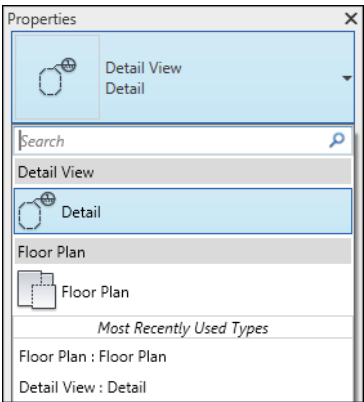 Properties
Detail View
Detail
Search
Detail View
Detail
Floor Plan
Floor Plan
Most Recently Used Types
Floor Plan : Floor Plan
Detail View : Detail